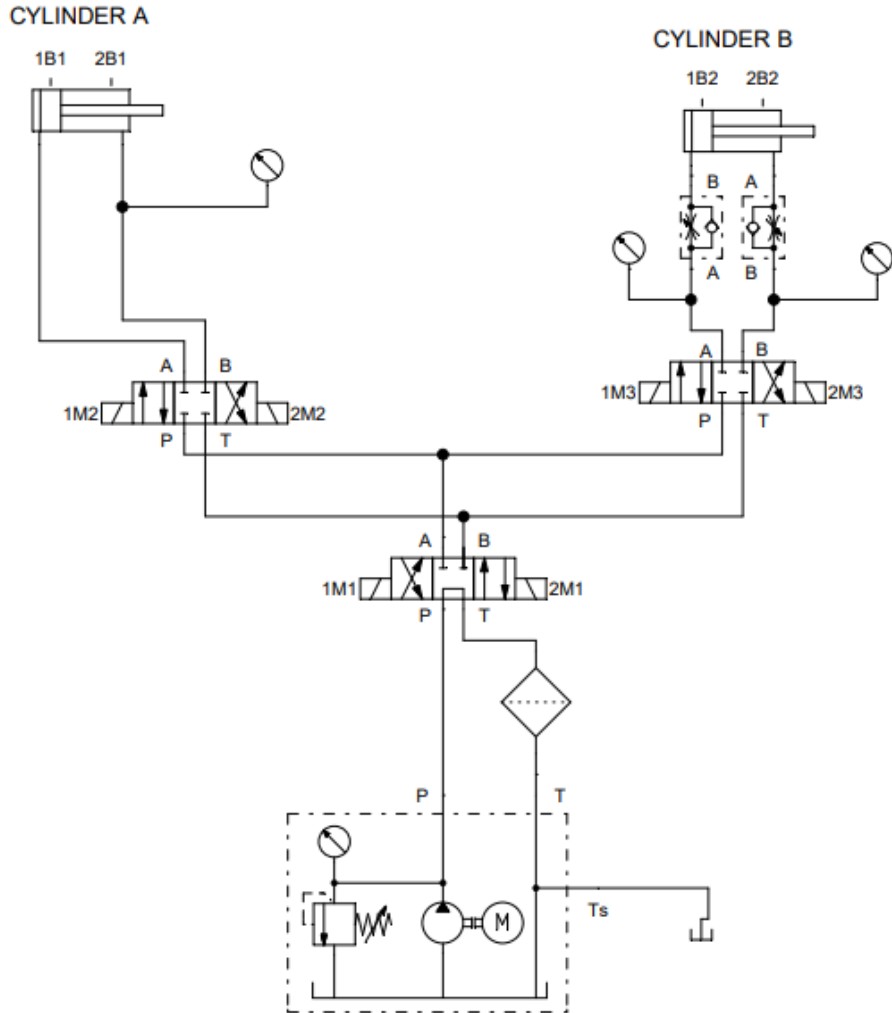 CYLINDER A
CYLINDER B
1B1 2B1
1B2 2B2
B A
A B
A B
1M2 2M2
P T
A B
1M3 2M3
P T
A B
1M1 2M1
P T
P T
M
Ts